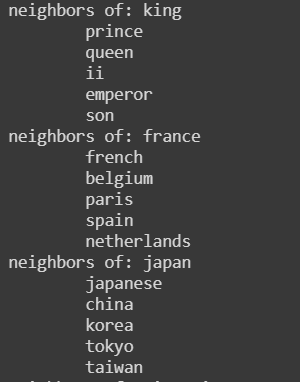 neighbors of: king
prince
queen
ii
emperor
son
neighbors of: france
french
belgium
paris
spain
netherlands
neighbors of: japan
japanese
china
korea
tokyo
taiwan